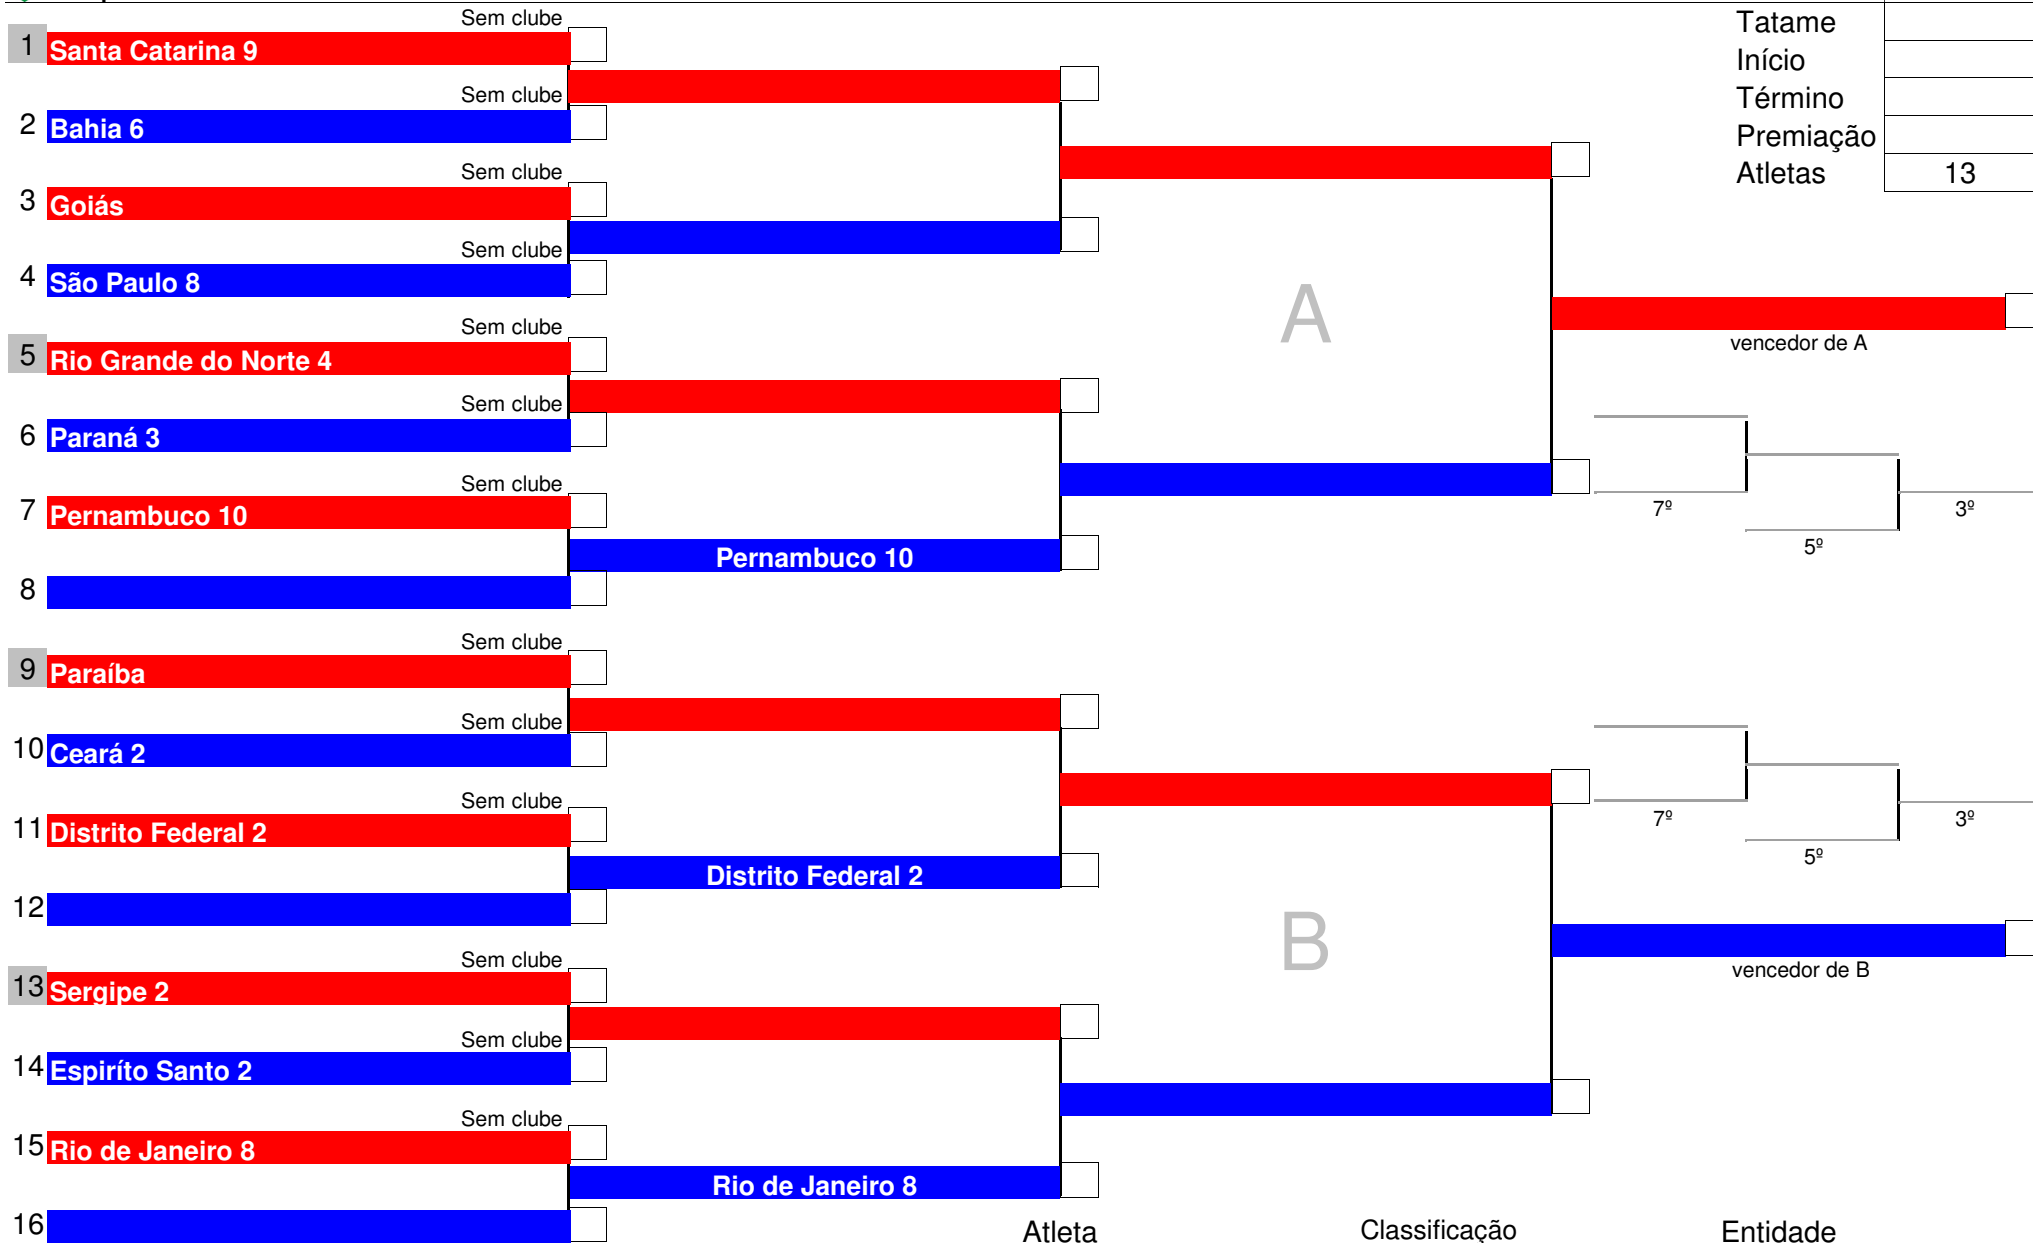 Sem clube
1 Santa Catarina 9
Sem clube
2 Bahia 6
Sem clube
3 Goiás
Sem clube
4 São Paulo 8
Sem clube
5 Rio Grande do Norte 4
Sem clube
6 Paraná 3
Sem clube
7 Pernambuco 10
Pernambuco 10
8
Sem clube
9 Paraíba
Sem clube
10 Ceará 2
Sem clube
11 Distrito Federal 2
Distrito Federal 2
12
Sem clube
13 Sergipe 2
Sem clube
14 Espiríto Santo 2
Sem clube
15 Rio de Janeiro 8
Rio de Janeiro 8
16
A
B
Tatame
Início
Término
Premiação
Atletas 13
vencedor de A
7º
3º
5º
7º
3º
5º
vencedor de B
Atleta Classificação Entidade